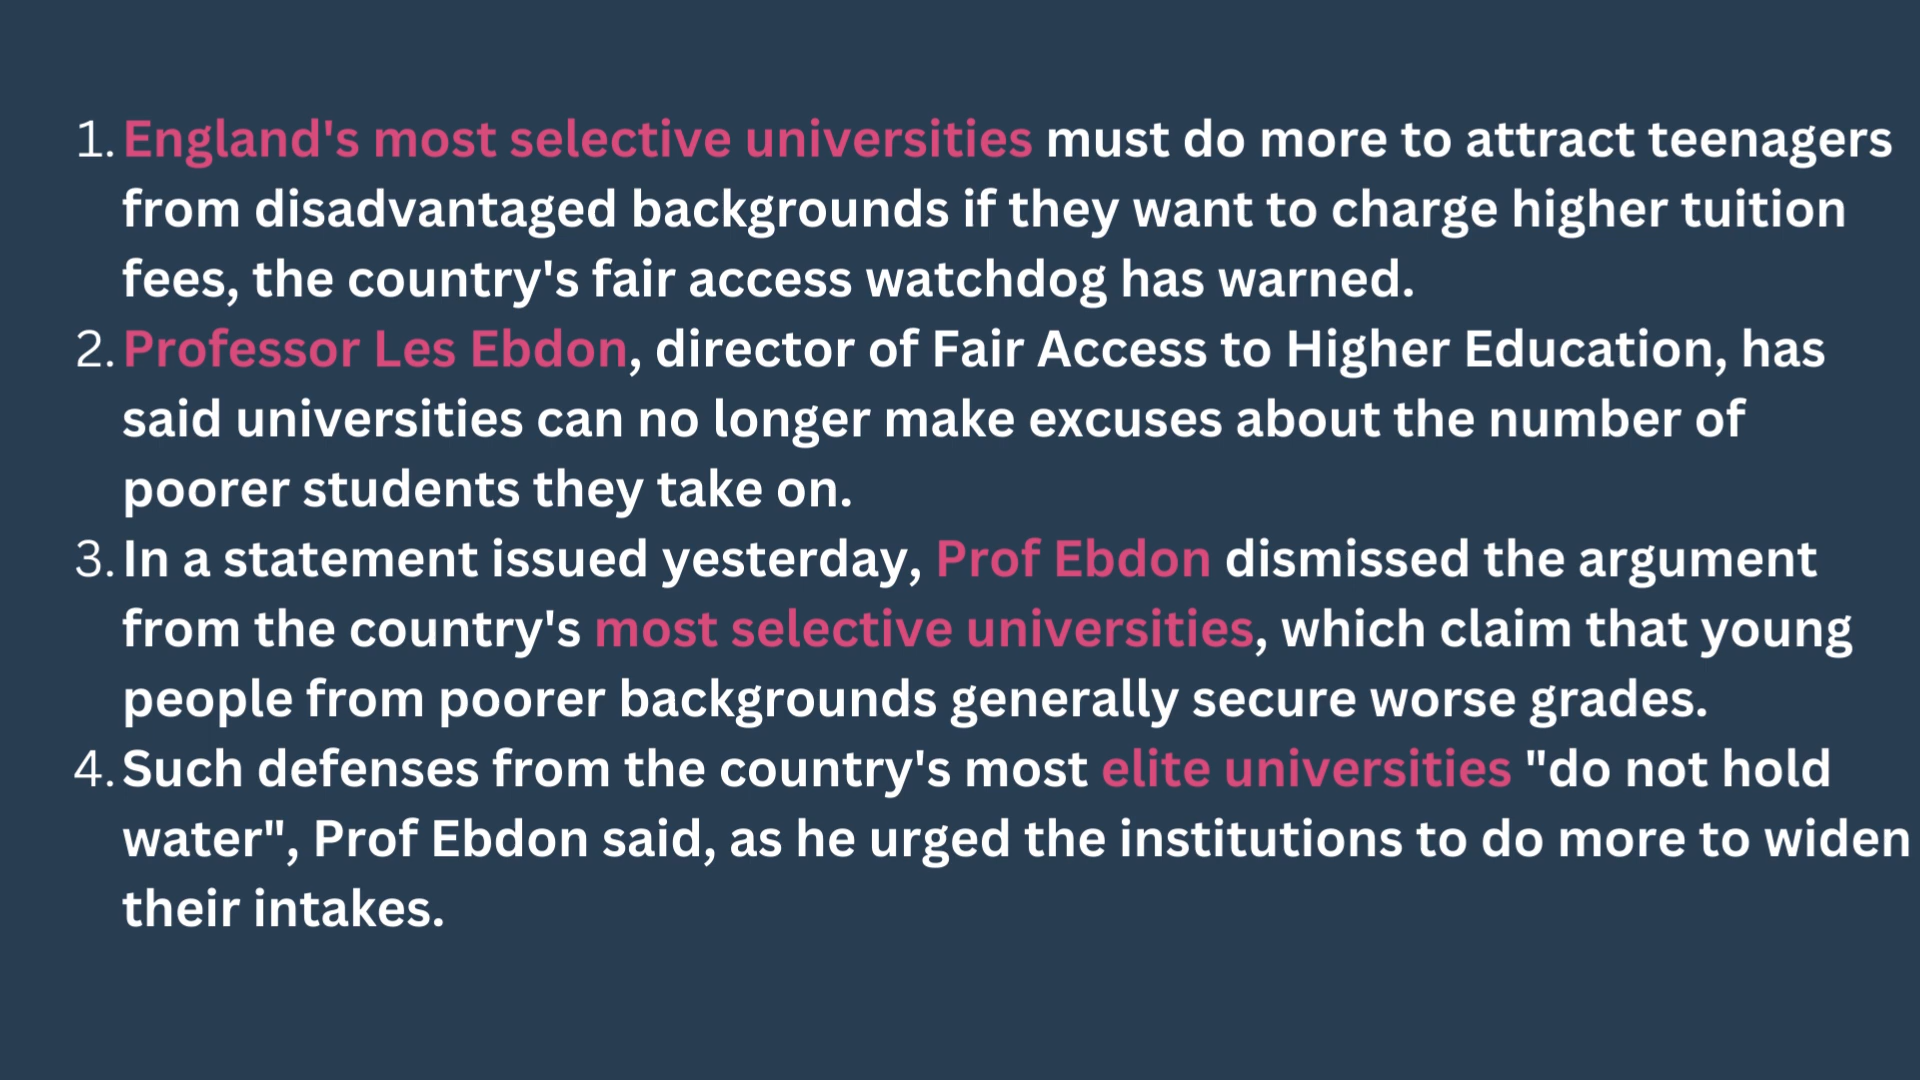 1. England's most selective universities must do more to attract teenagers
from disadvantaged backgrounds if they want to charge higher tuition
fees, the country's fair access watchdog has warned.
2. Professor Les Ebdon, director of Fair Access to Higher Education, has
said universities can no longer make excuses about the number of
poorer students they take on.
3. In a statement issued yesterday, Prof Ebdon dismissed the argument
from the country's most selective universities, which claim that young
people from poorer backgrounds generally secure worse grades.
4. Such defenses from the country's most elite universities "do not hold
water", Prof Ebdon said, as he urged the institutions to do more to widen
their intakes.